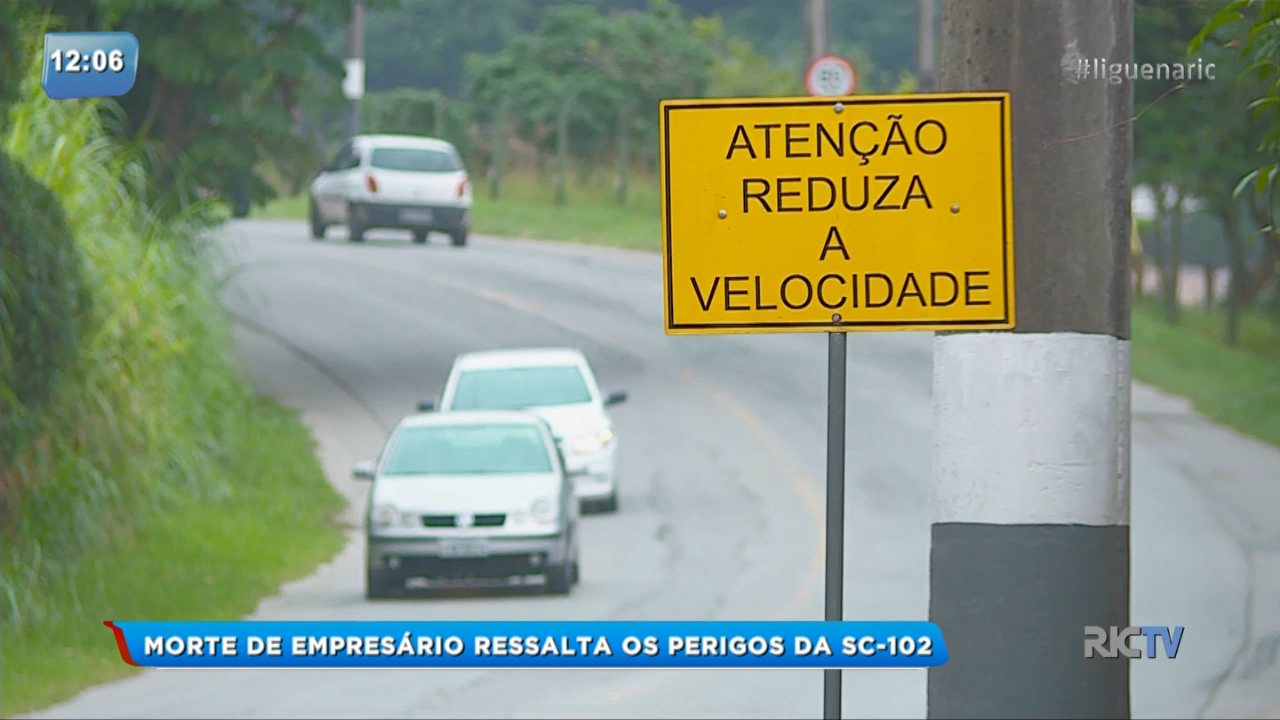 12:06
#liguenaric
ATENÇÃO
REDUZA
A
VELOCIDADE
MORTE DE EMPRESÁRIO RESSALTA OS PERIGOS DA SC-102
RICTV